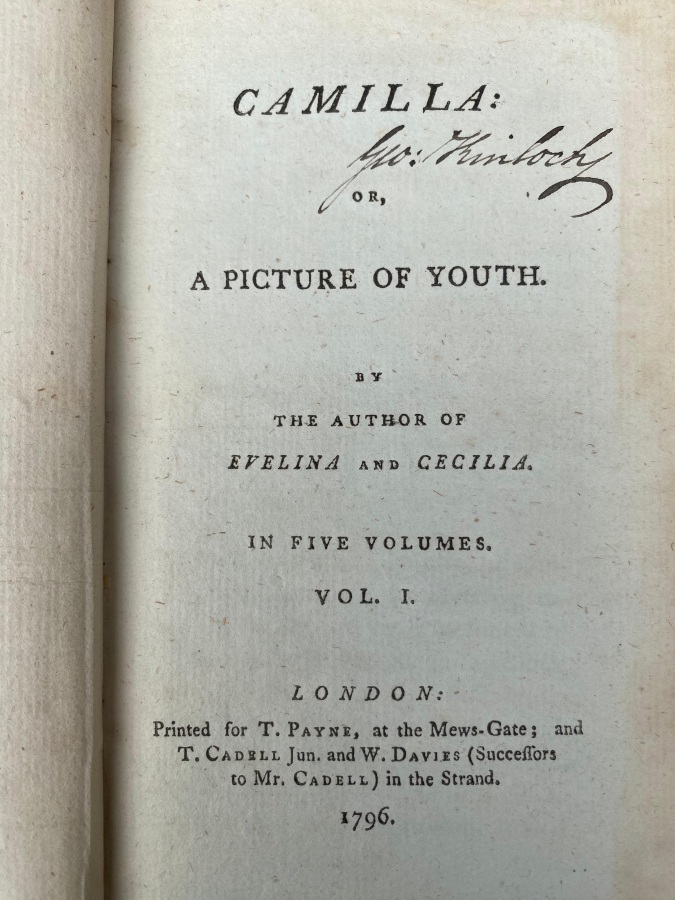 CAMILLA:
Geo: Kinloch
OR,
A PICTURE OF YOUTH.
BY
THE AUTHOR OF
EVELINA AND CECILIA.
IN FIVE VOLUMES.
VOL. I.
LONDON:
Printed for T. PAYNE, at the Mews-Gate; and
T. CADELL Jun. and W. DAVIES (Succeſſors
to Mr. CADELL) in the Strand.
1796.